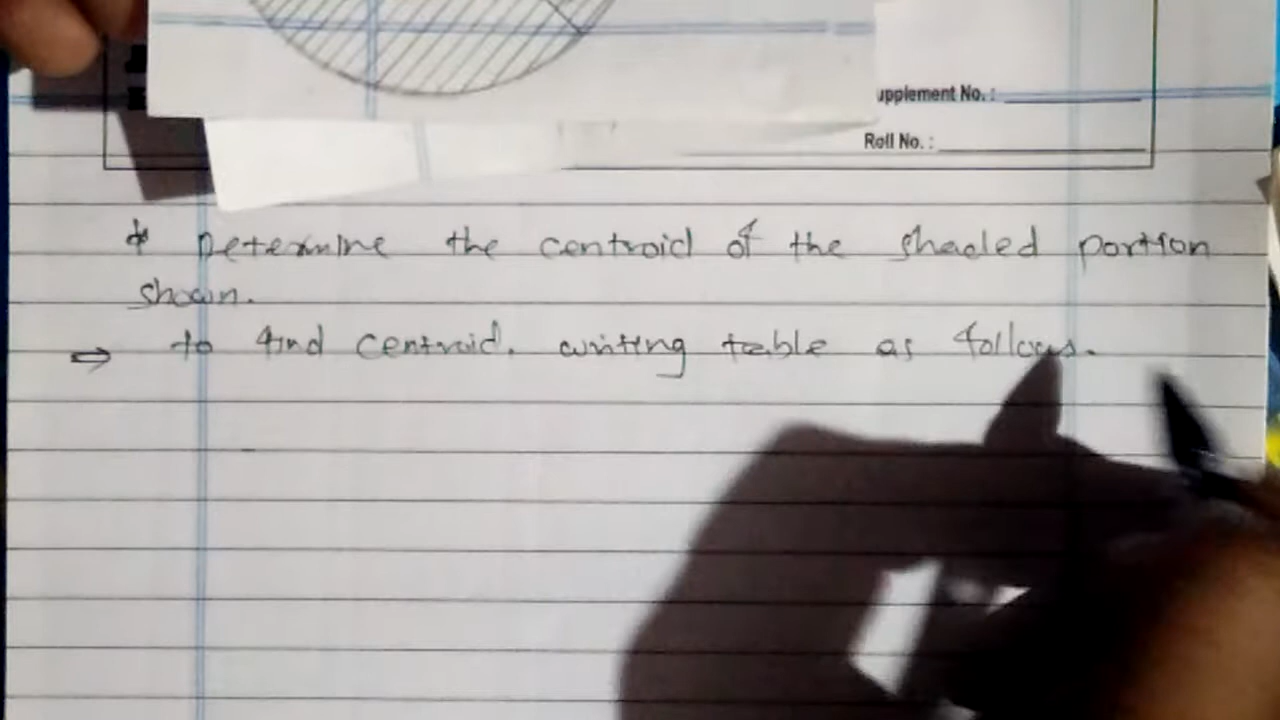 upplement No. :
Roll No. :
* Determine the centroid of the shaded portion
shown.
⇒ to find centroid. writing table as follows.